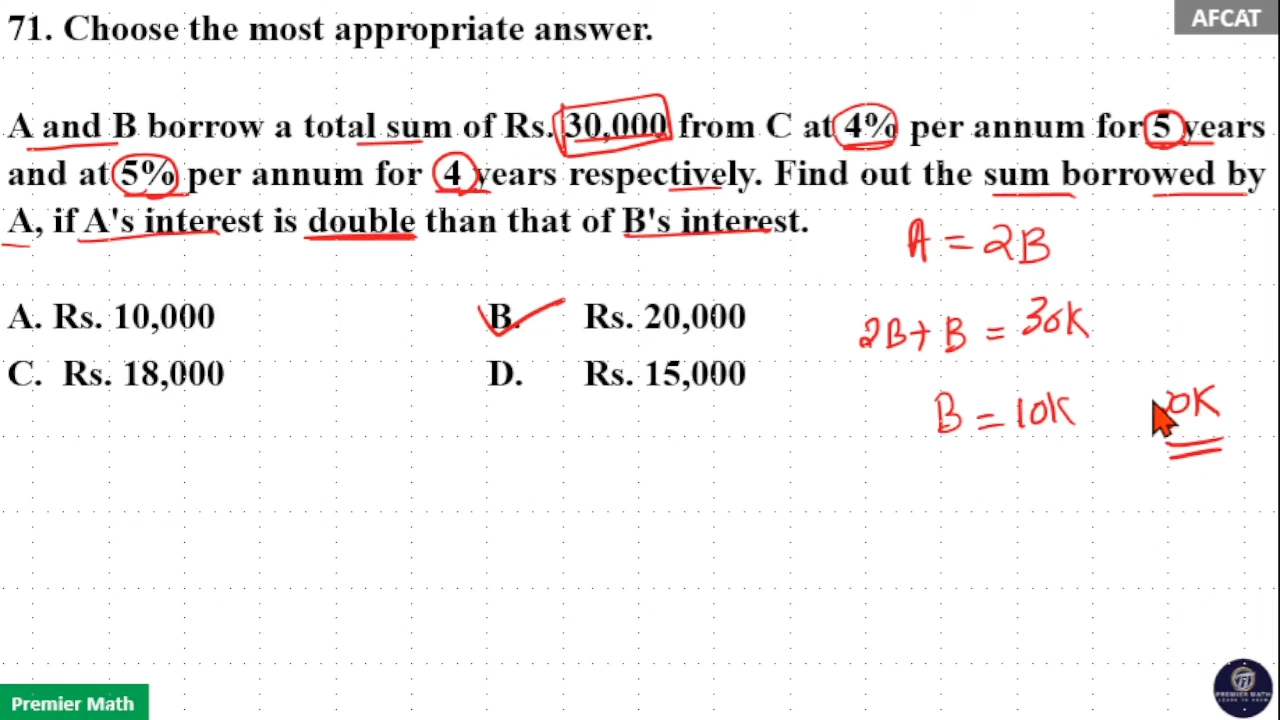 AFCAT
71. Choose the most appropriate answer.
A and B borrow a total sum of Rs. 30,000 from C at 4% per annum for 5 years
and at 5% per annum for 4 years respectively. Find out the sum borrowed by
A, if A's interest is double than that of B's interest.
A = 2B
A. Rs. 10,000 B. Rs. 20,000
2B + B = 30K
C. Rs. 18,000 D. Rs. 15,000
B = 10K 0K
Premier Math
PREMIER MATH